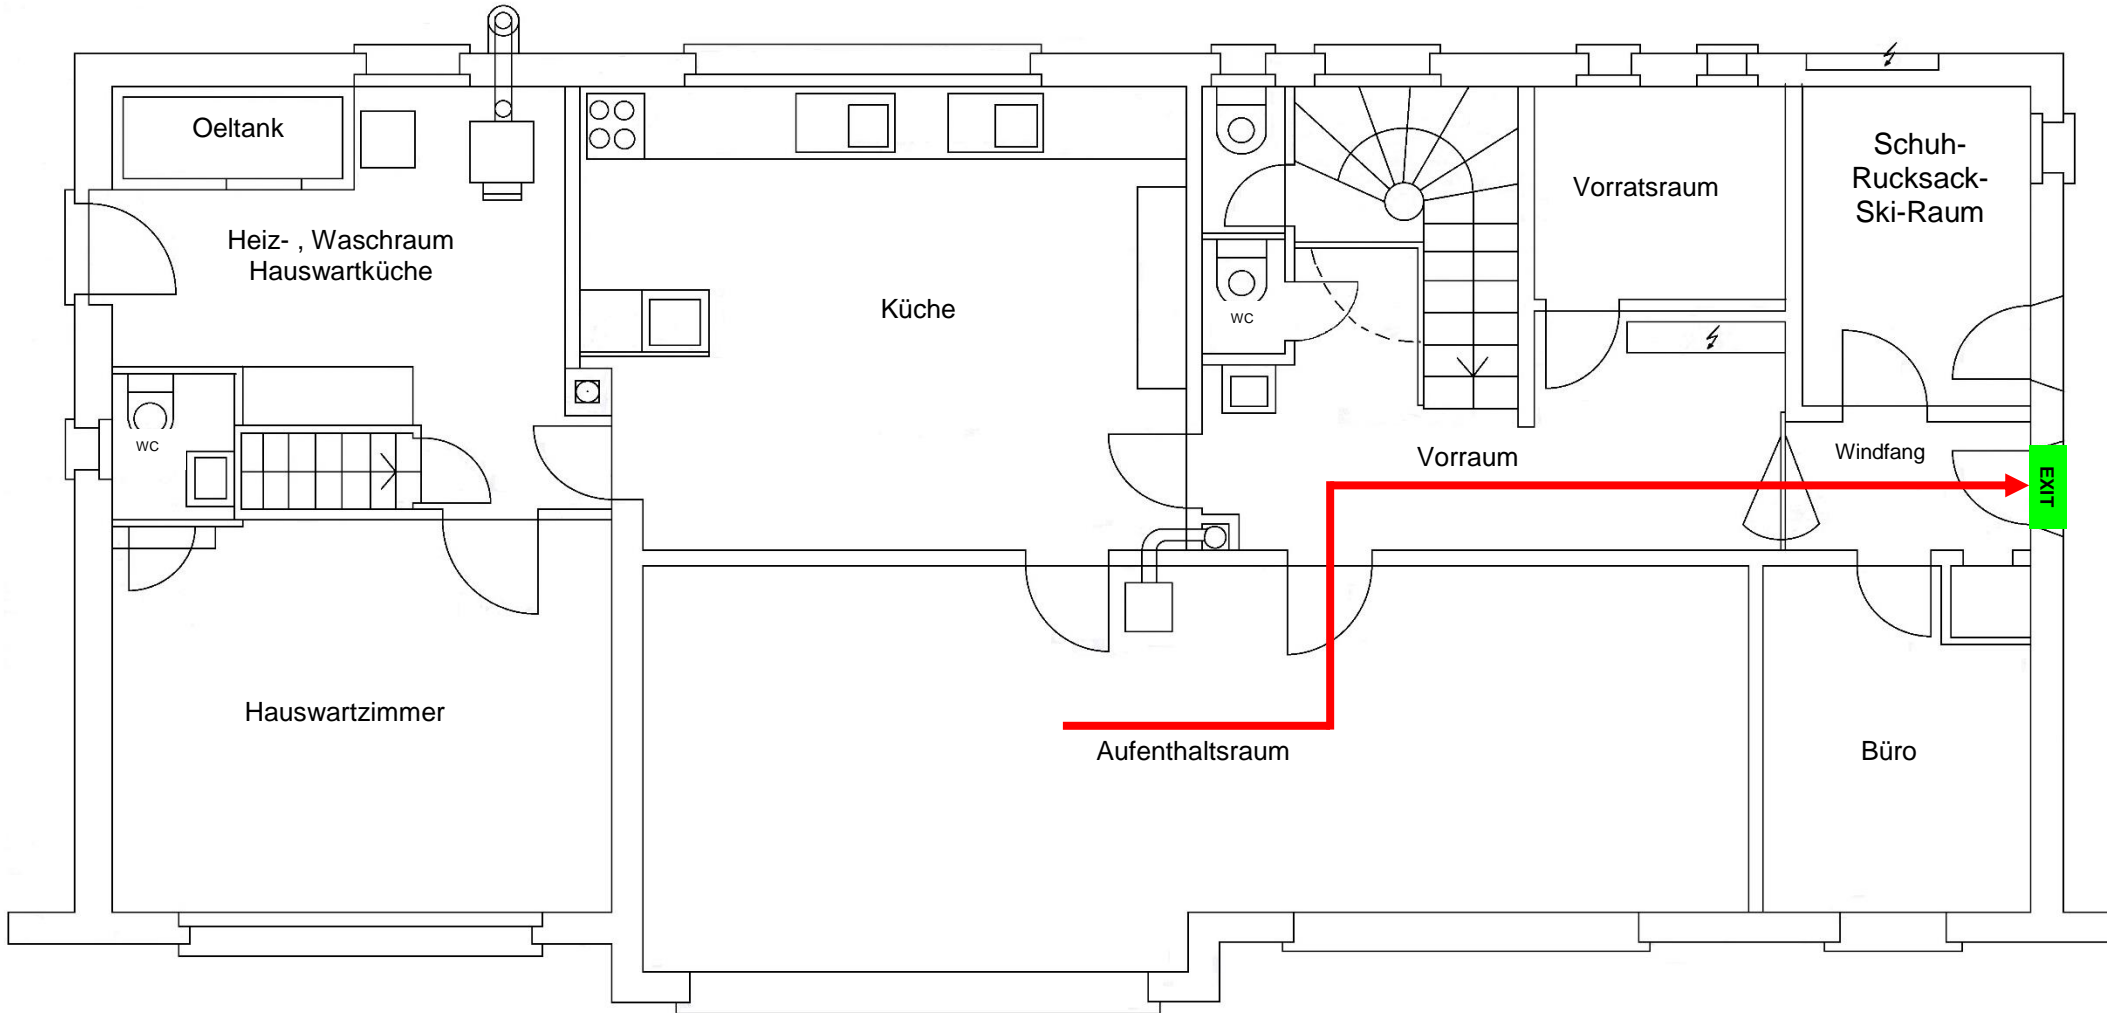 Oeltank
Heiz- , Waschraum
Hauswartküche
Küche
WC
WC
Vorratsraum
Schuh-
Rucksack-
Ski-Raum
Vorraum
Windfang
EXIT
Hauswartzimmer
Aufenthaltsraum
Büro